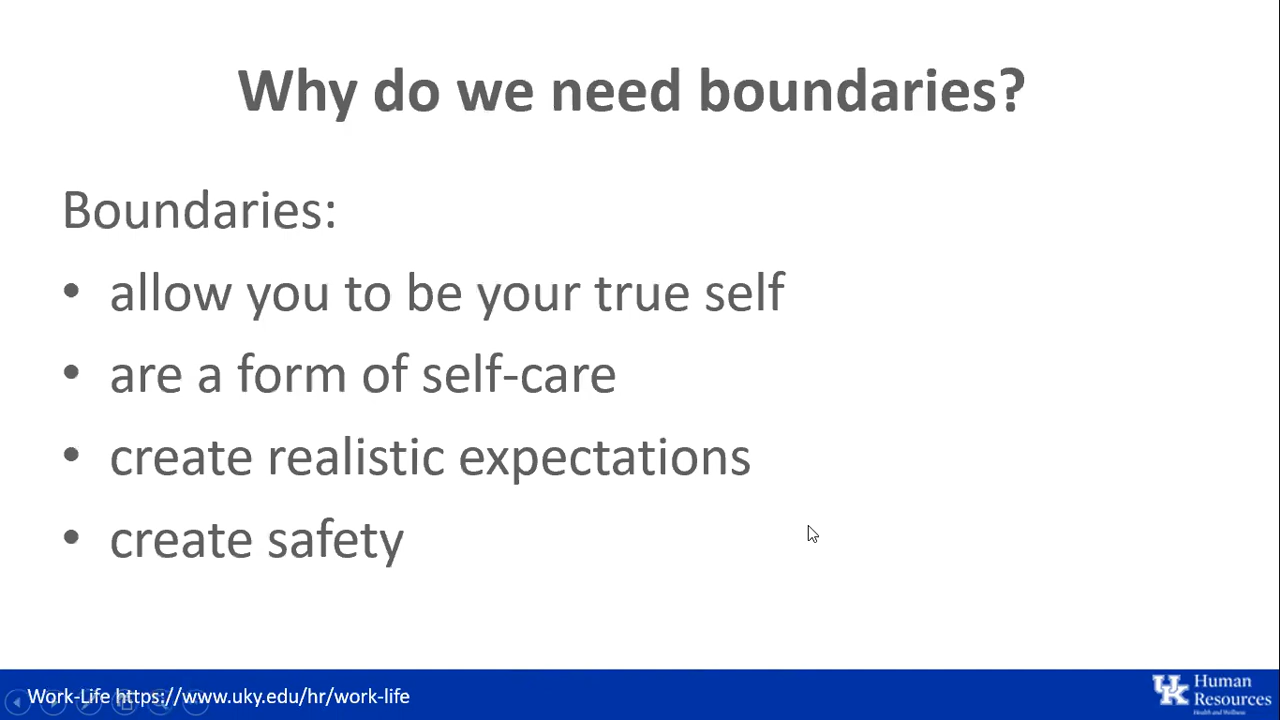 Why do we need boundaries?
Boundaries:
• allow you to be your true self
• are a form of self-care
• create realistic expectations
• create safety
Work-Life https://www.uky.edu/hr/work-life
UK Human
Resources
Health and Wellness